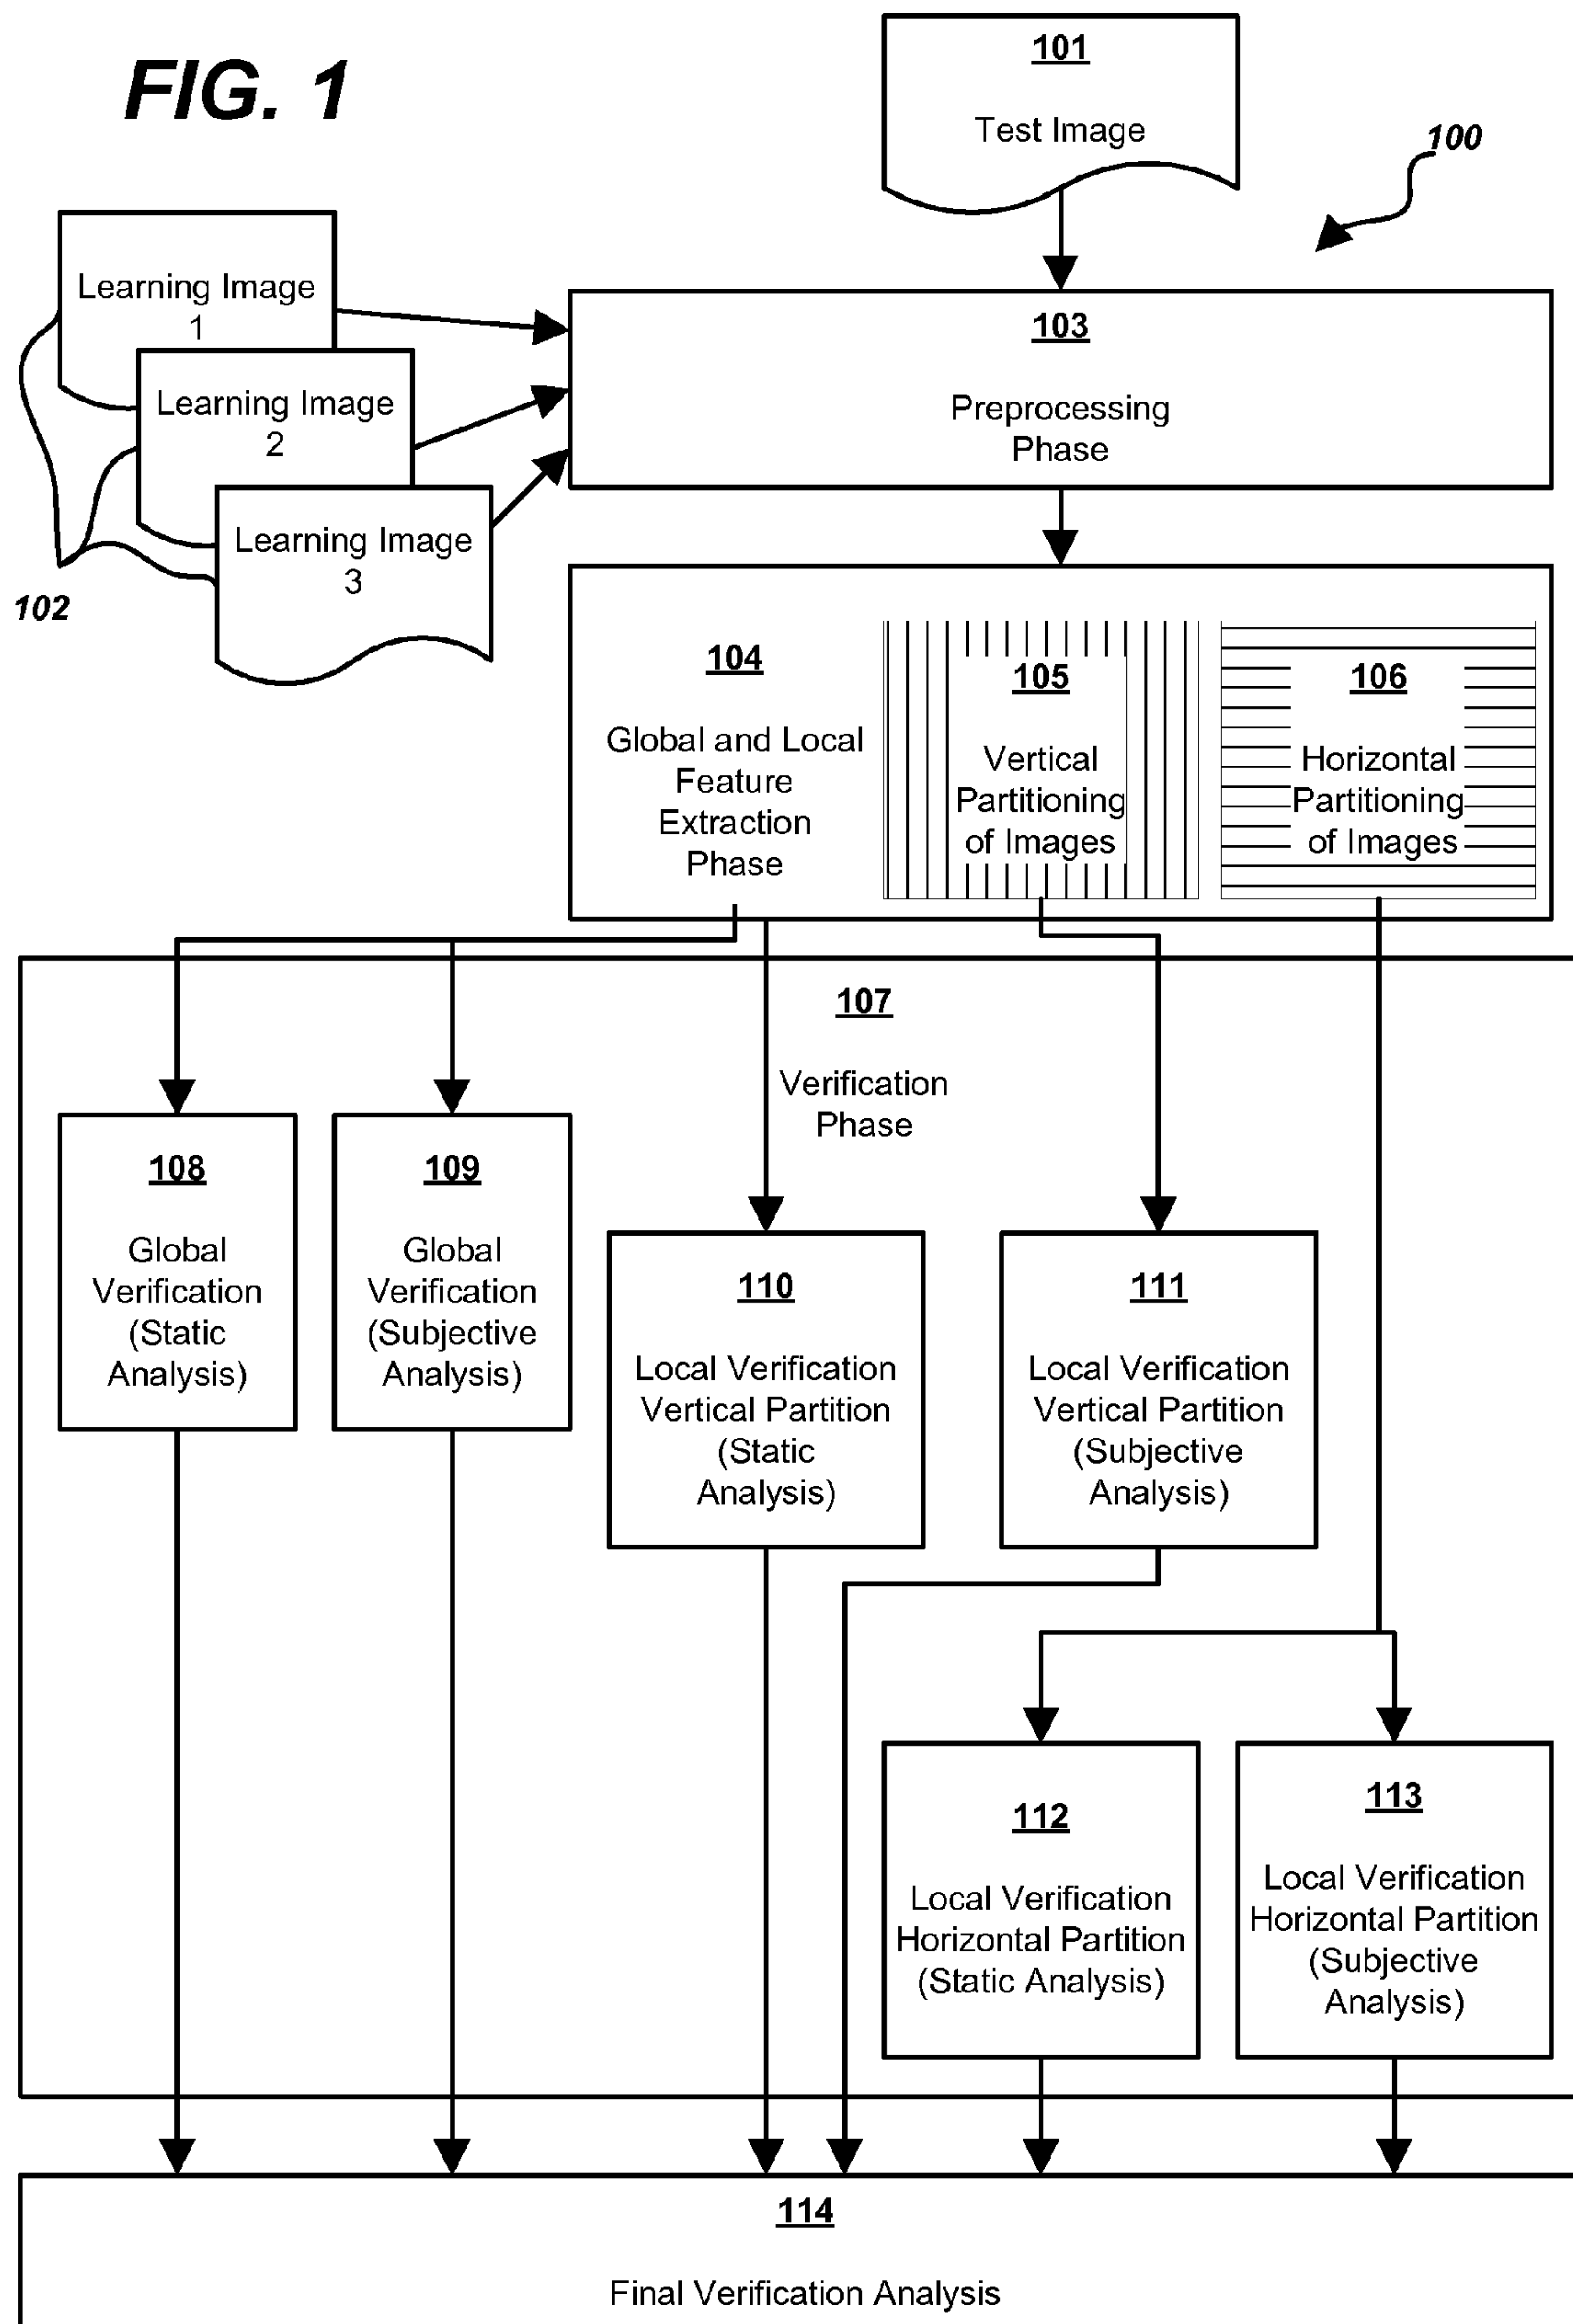 FIG. 1
101
Test Image
100
Learning Image
1
Learning Image
2
Learning Image
3
102
103
Preprocessing
Phase
104
Global and Local
Feature
Extraction
Phase
105
Vertical
Partitioning
of Images
106
Horizontal
Partitioning
of Images
107
Verification
Phase
108
Global
Verification
(Static
Analysis)
109
Global
Verification
(Subjective
Analysis)
110
Local Verification
Vertical Partition
(Static
Analysis)
111
Local Verification
Vertical Partition
(Subjective
Analysis)
112
Local Verification
Horizontal Partition
(Static Analysis)
113
Local Verification
Horizontal Partition
(Subjective
Analysis)
114
Final Verification Analysis